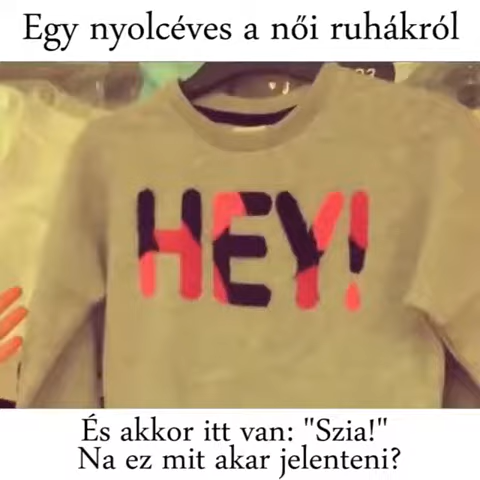 Egy nyolcéves a női ruhákról
HEY!
És akkor itt van: "Szia!"
Na ez mit akar jelenteni?